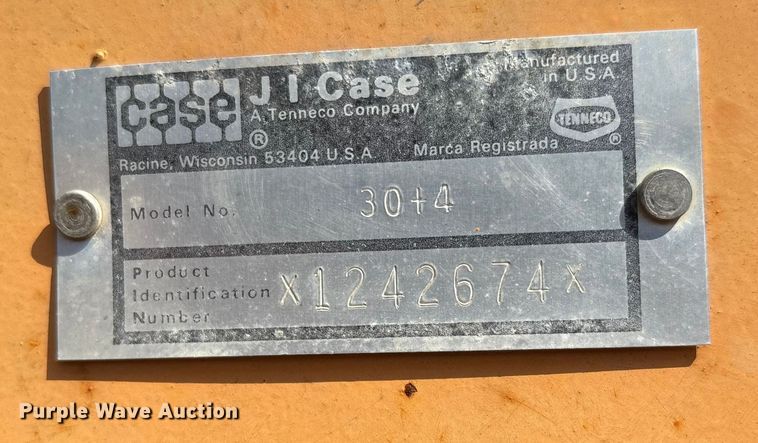 case
J I Case
A Tenneco Company
®
Manufactured
in U.S.A.
TENNECO
®
Racine, Wisconsin 53404 U.S.A.
Marca Registrada
Model No. 30+4
Product
Identification
Number
X1242674X
Purple Wave Auction